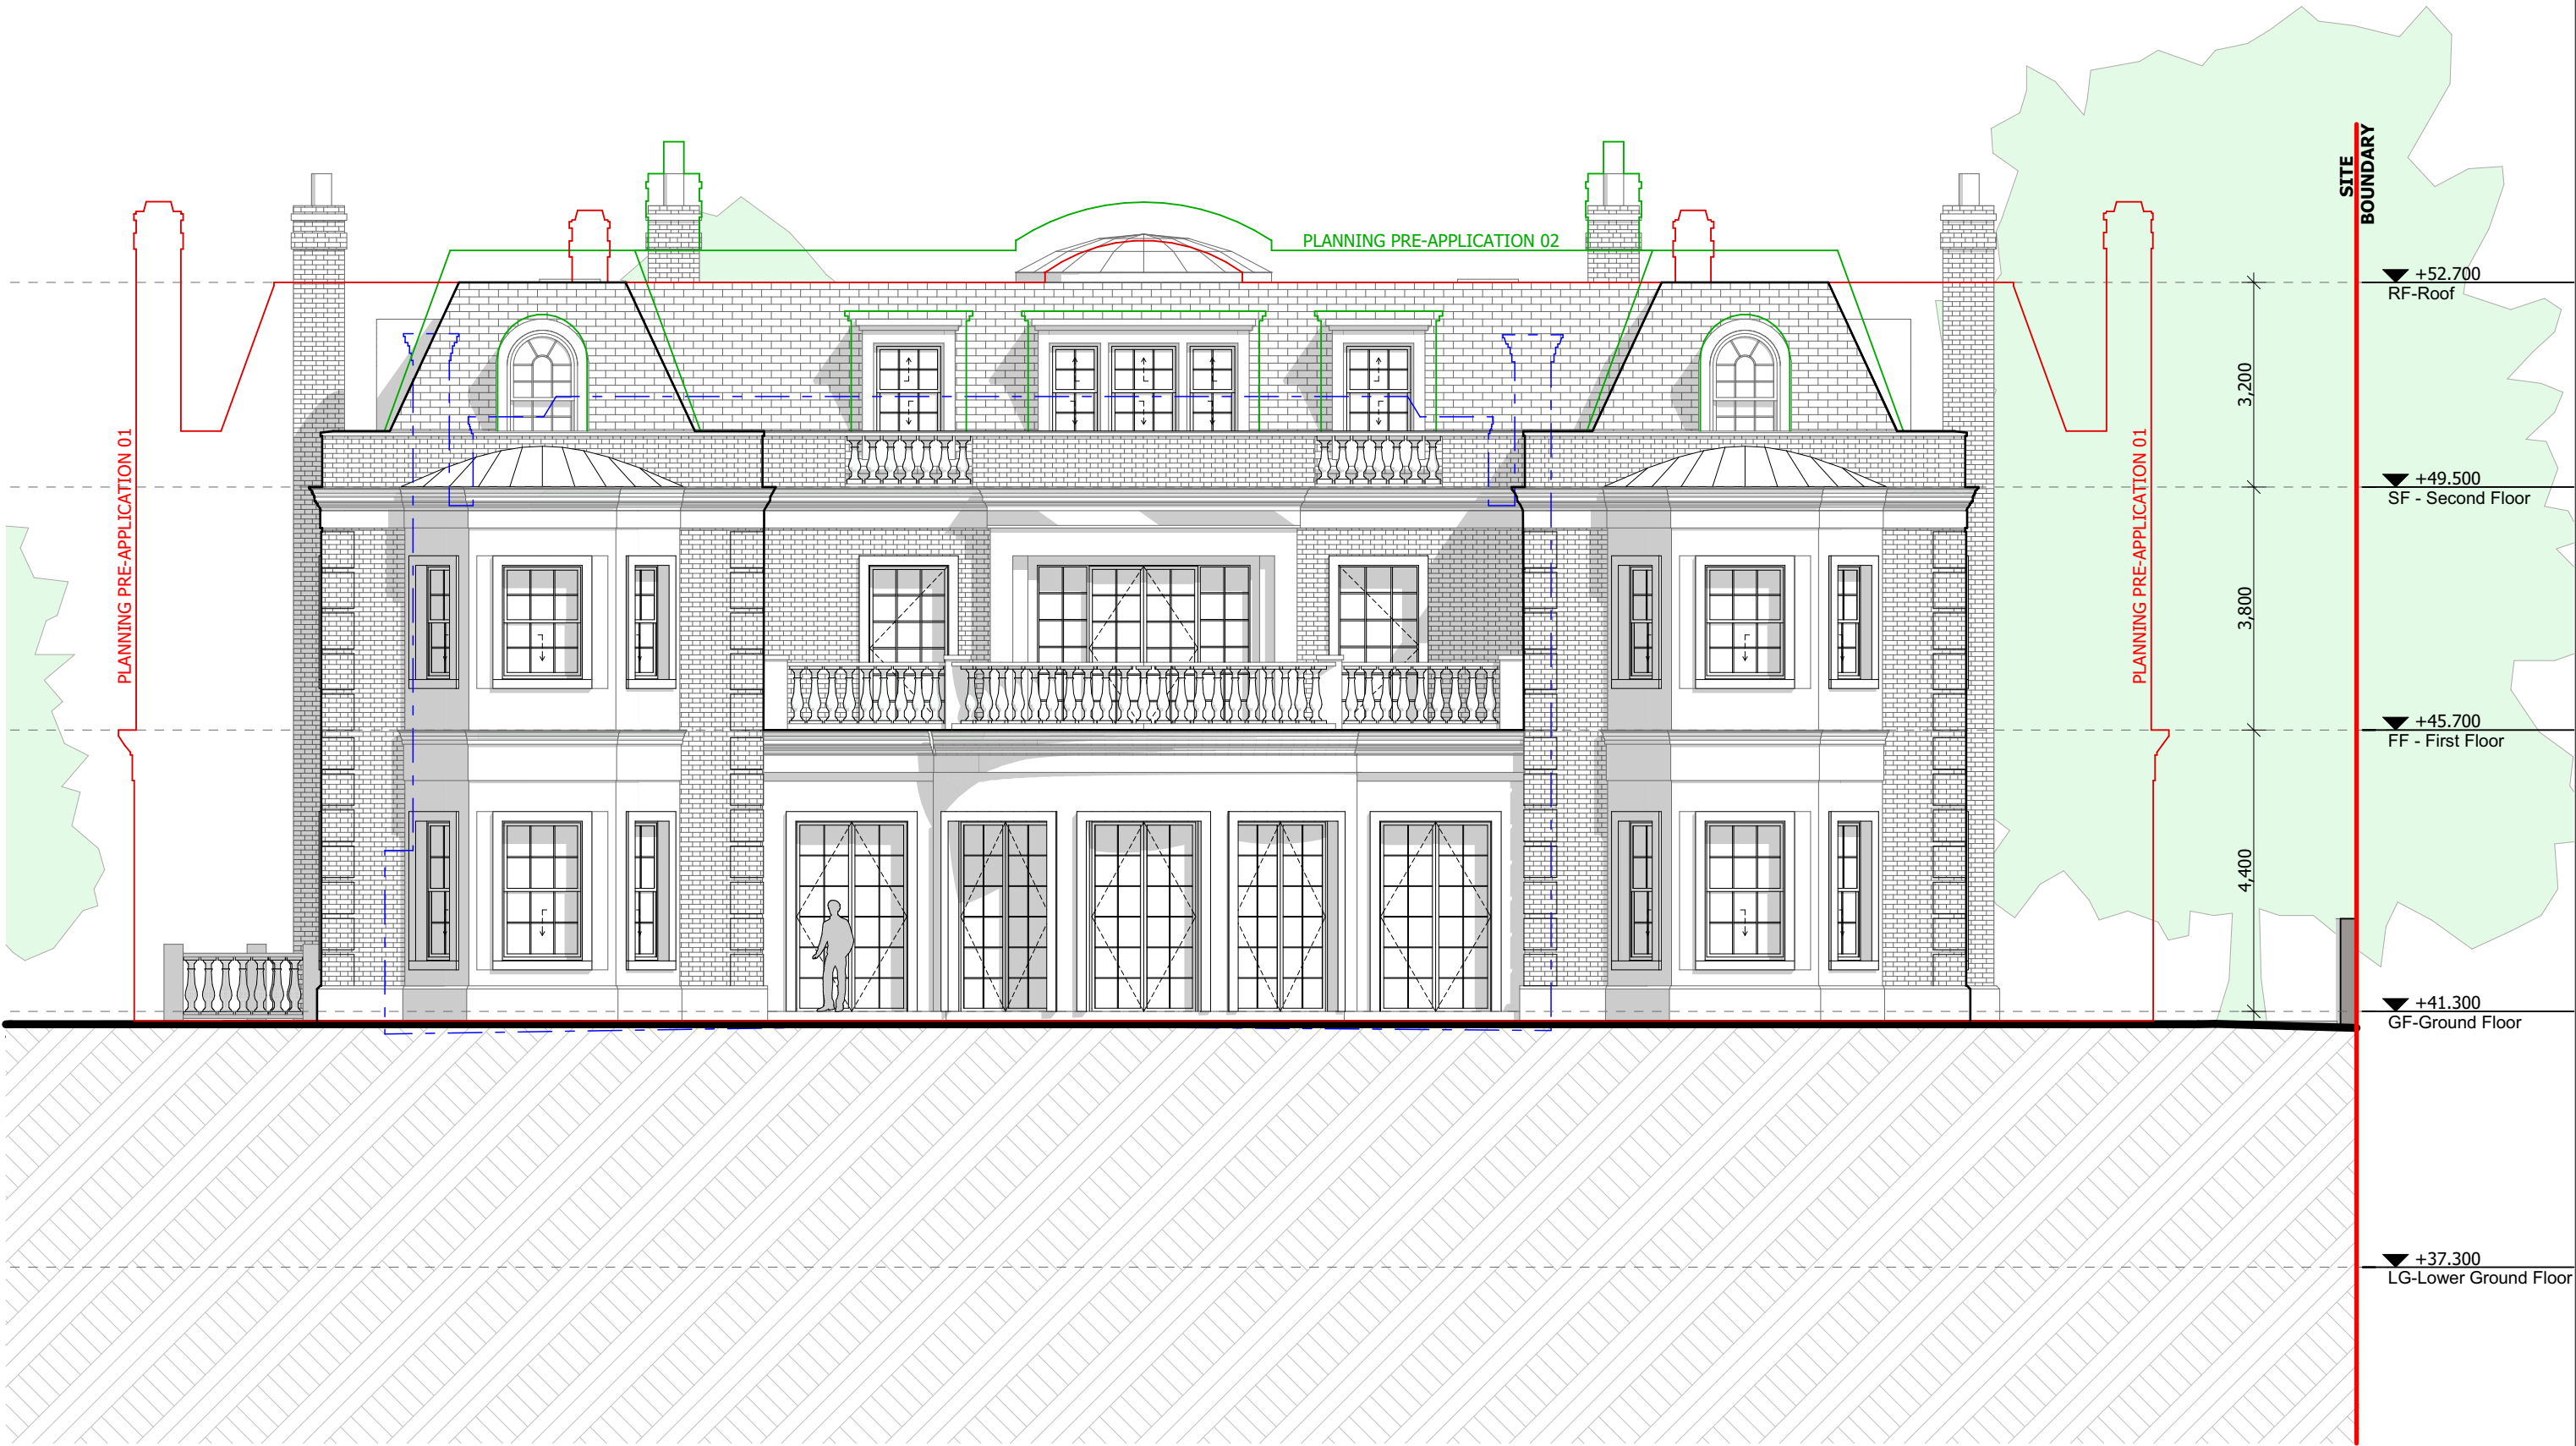 SITE
BOUNDARY
PLANNING PRE-APPLICATION 02
+52.700
RF-Roof
3,200
PLANNING PRE-APPLICATION 01
PLANNING PRE-APPLICATION 01
+49.500
SF - Second Floor
3,800
+45.700
FF - First Floor
4,400
+41.300
GF-Ground Floor
+37.300
LG-Lower Ground Floor